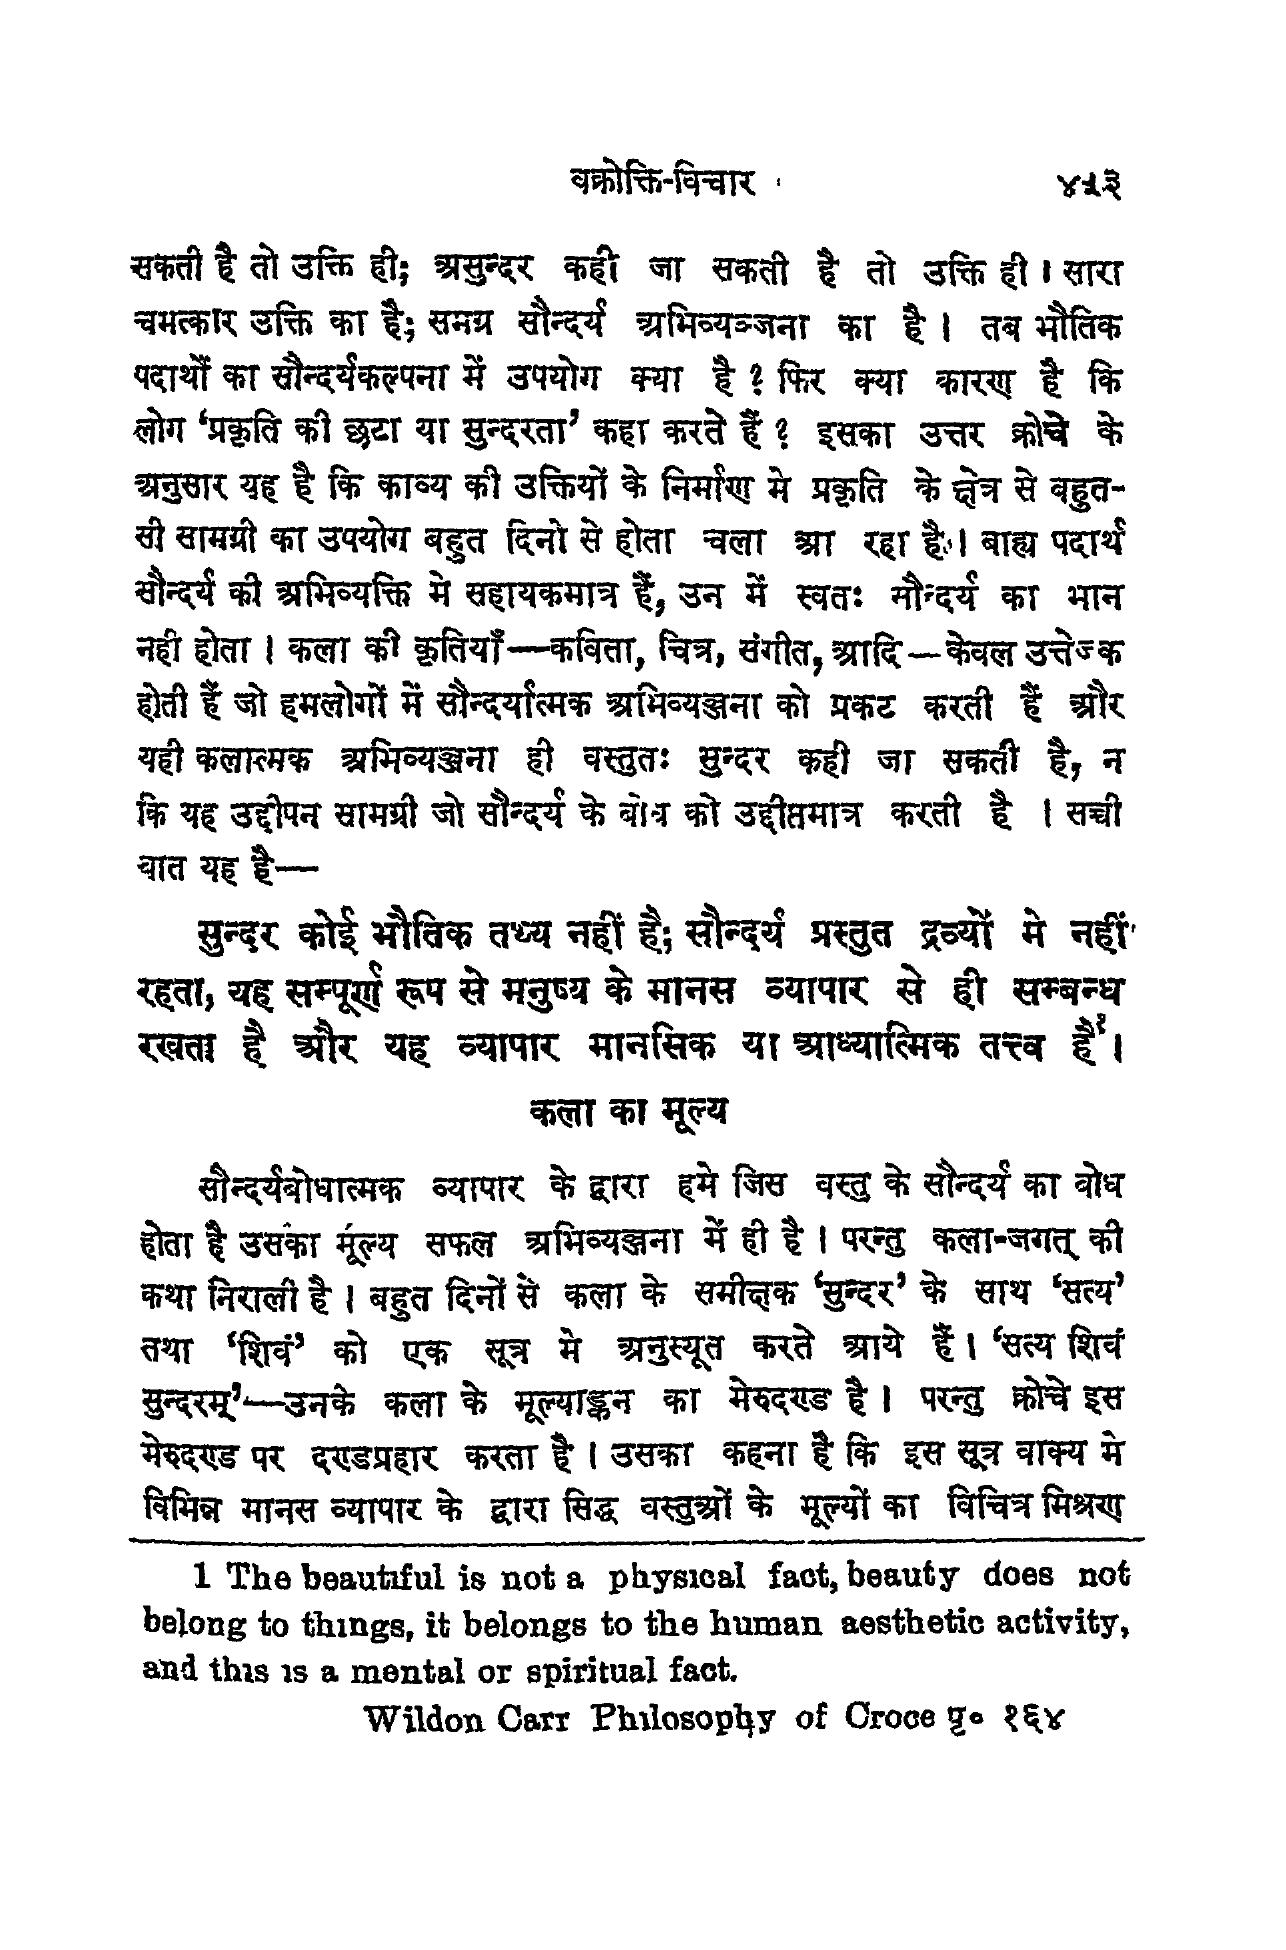 वक्रोक्ति-विचार ४५३
सकती है तो उक्ति ही; असुन्दर कही जा सकती है तो उक्ति ही । सारा
चमत्कार उक्ति का है; समग्र सौन्दर्य अभिव्यञ्जना का है । तब भौतिक
पदार्थों का सौन्दर्यकल्पना में उपयोग क्या है ? फिर क्या कारण है कि
लोग ‘प्रकृति की छटा या सुन्दरता’ कहा करते हैं ? इसका उत्तर क्रोचे के
अनुसार यह है कि काव्य की उक्तियों के निर्माण मे प्रकृति के क्षेत्र से बहुत-
सी सामग्री का उपयोग बहुत दिनो से होता चला आ रहा है । बाह्य पदार्थ
सौन्दर्य की अभिव्यक्ति मे सहायकमात्र हैं, उन में स्वतः सौन्दर्य का भान
नही होता । कला की कृतियाँ—कविता, चित्र, संगीत, आदि—केवल उत्तेजक
होती हैं जो हमलोगों में सौन्दर्यात्मक अभिव्यञ्जना को प्रकट करती हैं और
यही कलात्मक अभिव्यञ्जना ही वस्तुतः सुन्दर कही जा सकती है, न
कि यह उद्दीपन सामग्री जो सौन्दर्य के बोध को उद्दीप्तमात्र करती है । सच्ची
बात यह है—
सुन्दर कोई भौतिक तथ्य नहीं है; सौन्दर्य प्रस्तुत द्रव्यों मे नहीं
रहता, यह सम्पूर्ण रूप से मनुष्य के मानस व्यापार से ही सम्बन्ध
रखता है और यह व्यापार मानसिक या आध्यात्मिक तत्त्व है१ ।
कला का मूल्य
सौन्दर्यबोधात्मक व्यापार के द्वारा हमे जिस वस्तु के सौन्दर्य का बोध
होता है उसका मूल्य सफल अभिव्यञ्जना में ही है । परन्तु कला-जगत् की
कथा निराली है । बहुत दिनों से कला के समीक्षक ‘सुन्दर’ के साथ ‘सत्य’
तथा ‘शिवं’ को एक सूत्र मे अनुस्यूत करते आये हैं । ‘सत्य शिवं
सुन्दरम्’—उनके कला के मूल्याङ्कन का मेरुदण्ड है । परन्तु क्रोचे इस
मेरुदण्ड पर दण्डप्रहार करता है । उसका कहना है कि इस सूत्र वाक्य मे
विभिन्न मानस व्यापार के द्वारा सिद्ध वस्तुओं के मूल्यों का विचित्र मिश्रण
1 The beautiful is not a physical fact, beauty does not
belong to things, it belongs to the human aesthetic activity,
and this is a mental or spiritual fact.
Wildon Carr Philosophy of Croce पृ० १६४